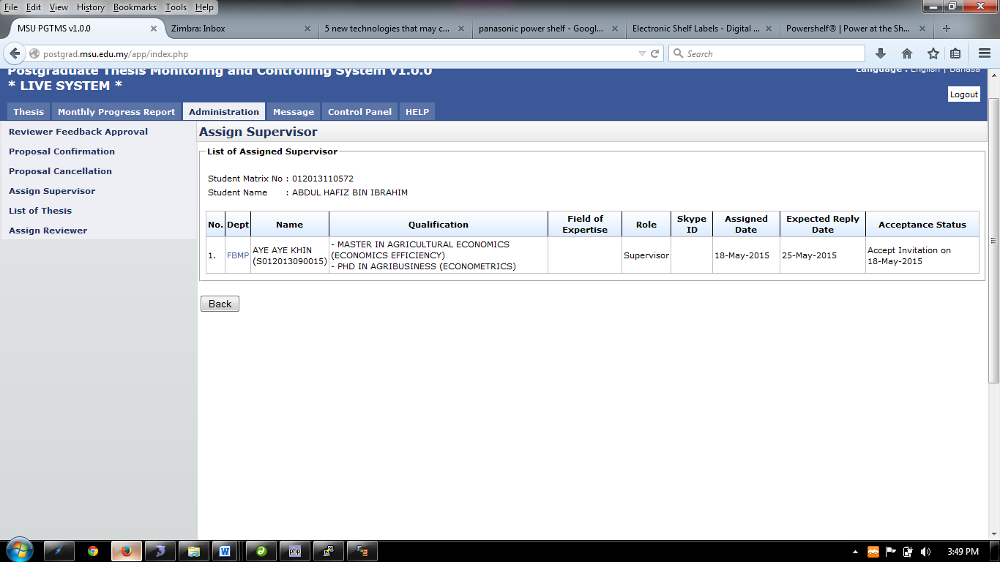 File Edit View History Bookmarks Tools Help
MSU PGTMS v1.0.0
Zimbra: Inbox
5 new technologies that may c...
panasonic power shelf - Googl...
Electronic Shelf Labels - Digital ...
Powershelf® | Power at the Sh...
postgrad.msu.edu.my/app/index.php
Search
Postgraduate Thesis Monitoring and Controlling System v1.0.0
Language : English | Bahasa
* LIVE SYSTEM *
Logout
Thesis Monthly Progress Report Administration Message Control Panel HELP
Reviewer Feedback Approval
Proposal Confirmation
Proposal Cancellation
Assign Supervisor
List of Thesis
Assign Reviewer
Assign Supervisor
List of Assigned Supervisor
Student Matrix No : 012013110572
Student Name : ABDUL HAFIZ BIN IBRAHIM
No. Dept Name Qualification Field of Expertise Role Skype ID Assigned Date Expected Reply Date Acceptance Status
1. FBMP AYE AYE KHIN (S012013090015) - MASTER IN AGRICULTURAL ECONOMICS (ECONOMICS EFFICIENCY) - PHD IN AGRIBUSINESS (ECONOMETRICS) Supervisor 18-May-2015 25-May-2015 Accept Invitation on 18-May-2015
Back
php
3:49 PM